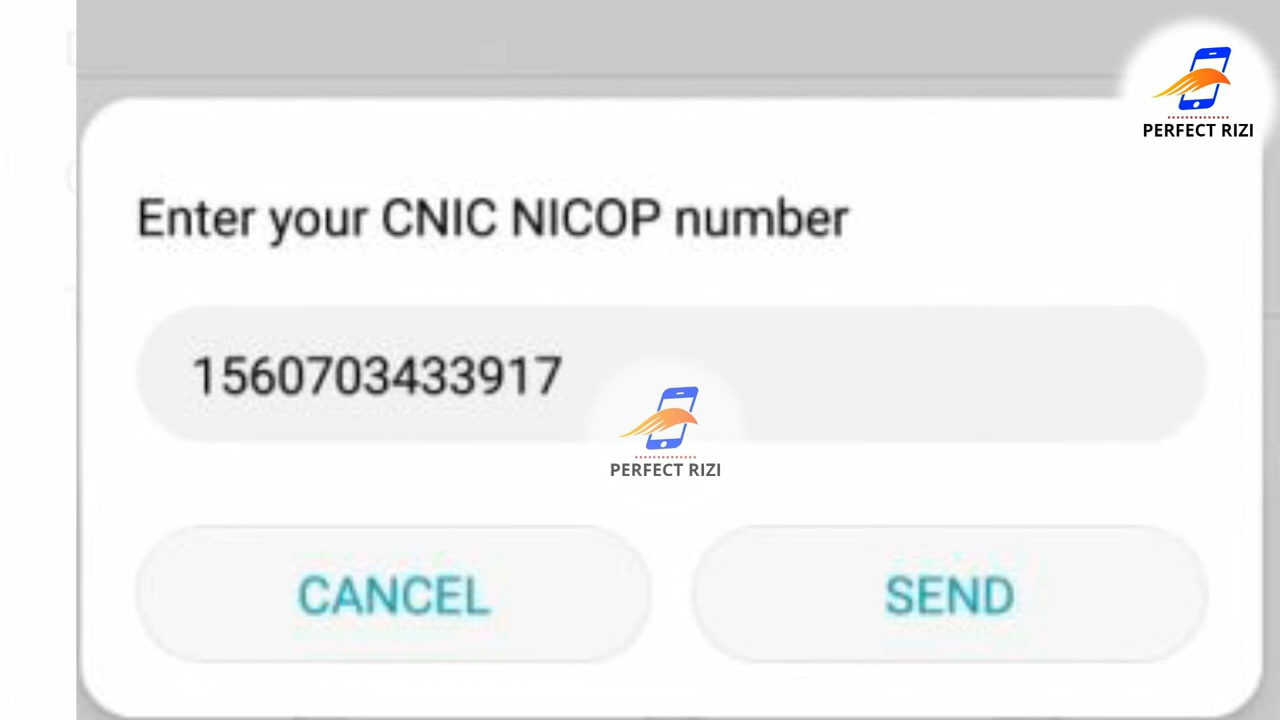 PERFECT RIZI
Enter your CNIC NICOP number
1560703433917
PERFECT RIZI
CANCEL
SEND